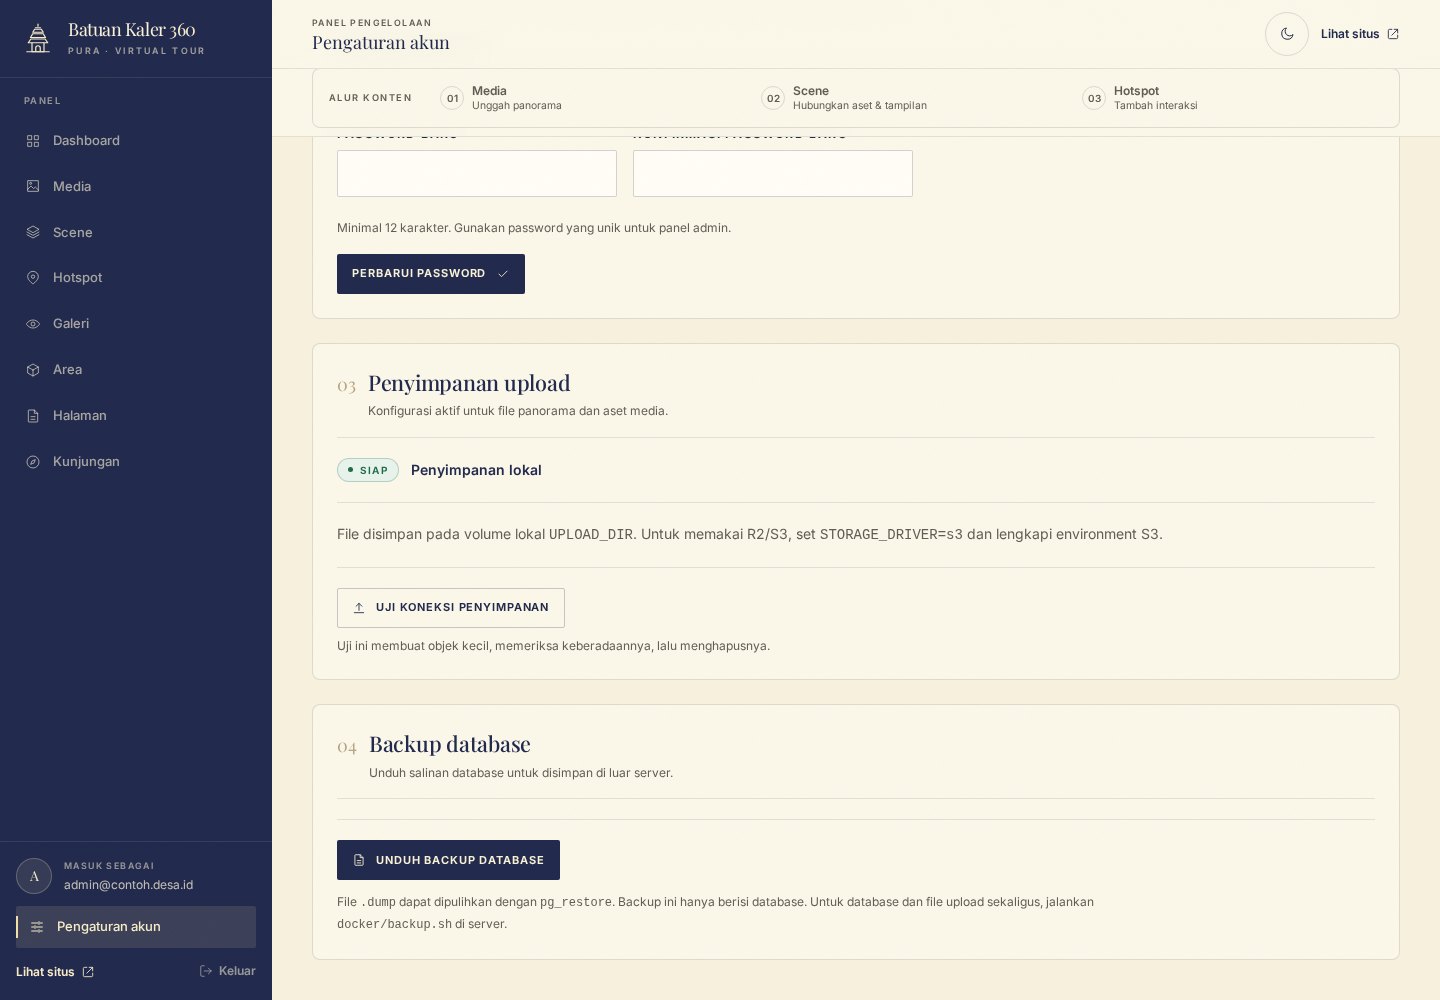 Batuan Kaler 360
PURA · VIRTUAL TOUR
PANEL
Dashboard
Media
Scene
Hotspot
Galeri
Area
Halaman
Kunjungan
A
MASUK SEBAGAI
admin@contoh.desa.id
Pengaturan akun
Lihat situs
Keluar
PANEL PENGELOLAAN
Pengaturan akun
Lihat situs
ALUR KONTEN
01 Media
Unggah panorama
02 Scene
Hubungkan aset & tampilan
03 Hotspot
Tambah interaksi
Minimal 12 karakter. Gunakan password yang unik untuk panel admin.
PERBARUI PASSWORD
03 Penyimpanan upload
Konfigurasi aktif untuk file panorama dan aset media.
SIAP Penyimpanan lokal
File disimpan pada volume lokal UPLOAD_DIR. Untuk memakai R2/S3, set STORAGE_DRIVER=s3 dan lengkapi environment S3.
UJI KONEKSI PENYIMPANAN
Uji ini membuat objek kecil, memeriksa keberadaannya, lalu menghapusnya.
04 Backup database
Unduh salinan database untuk disimpan di luar server.
UNDUH BACKUP DATABASE
File .dump dapat dipulihkan dengan pg_restore. Backup ini hanya berisi database. Untuk database dan file upload sekaligus, jalankan
docker/backup.sh di server.